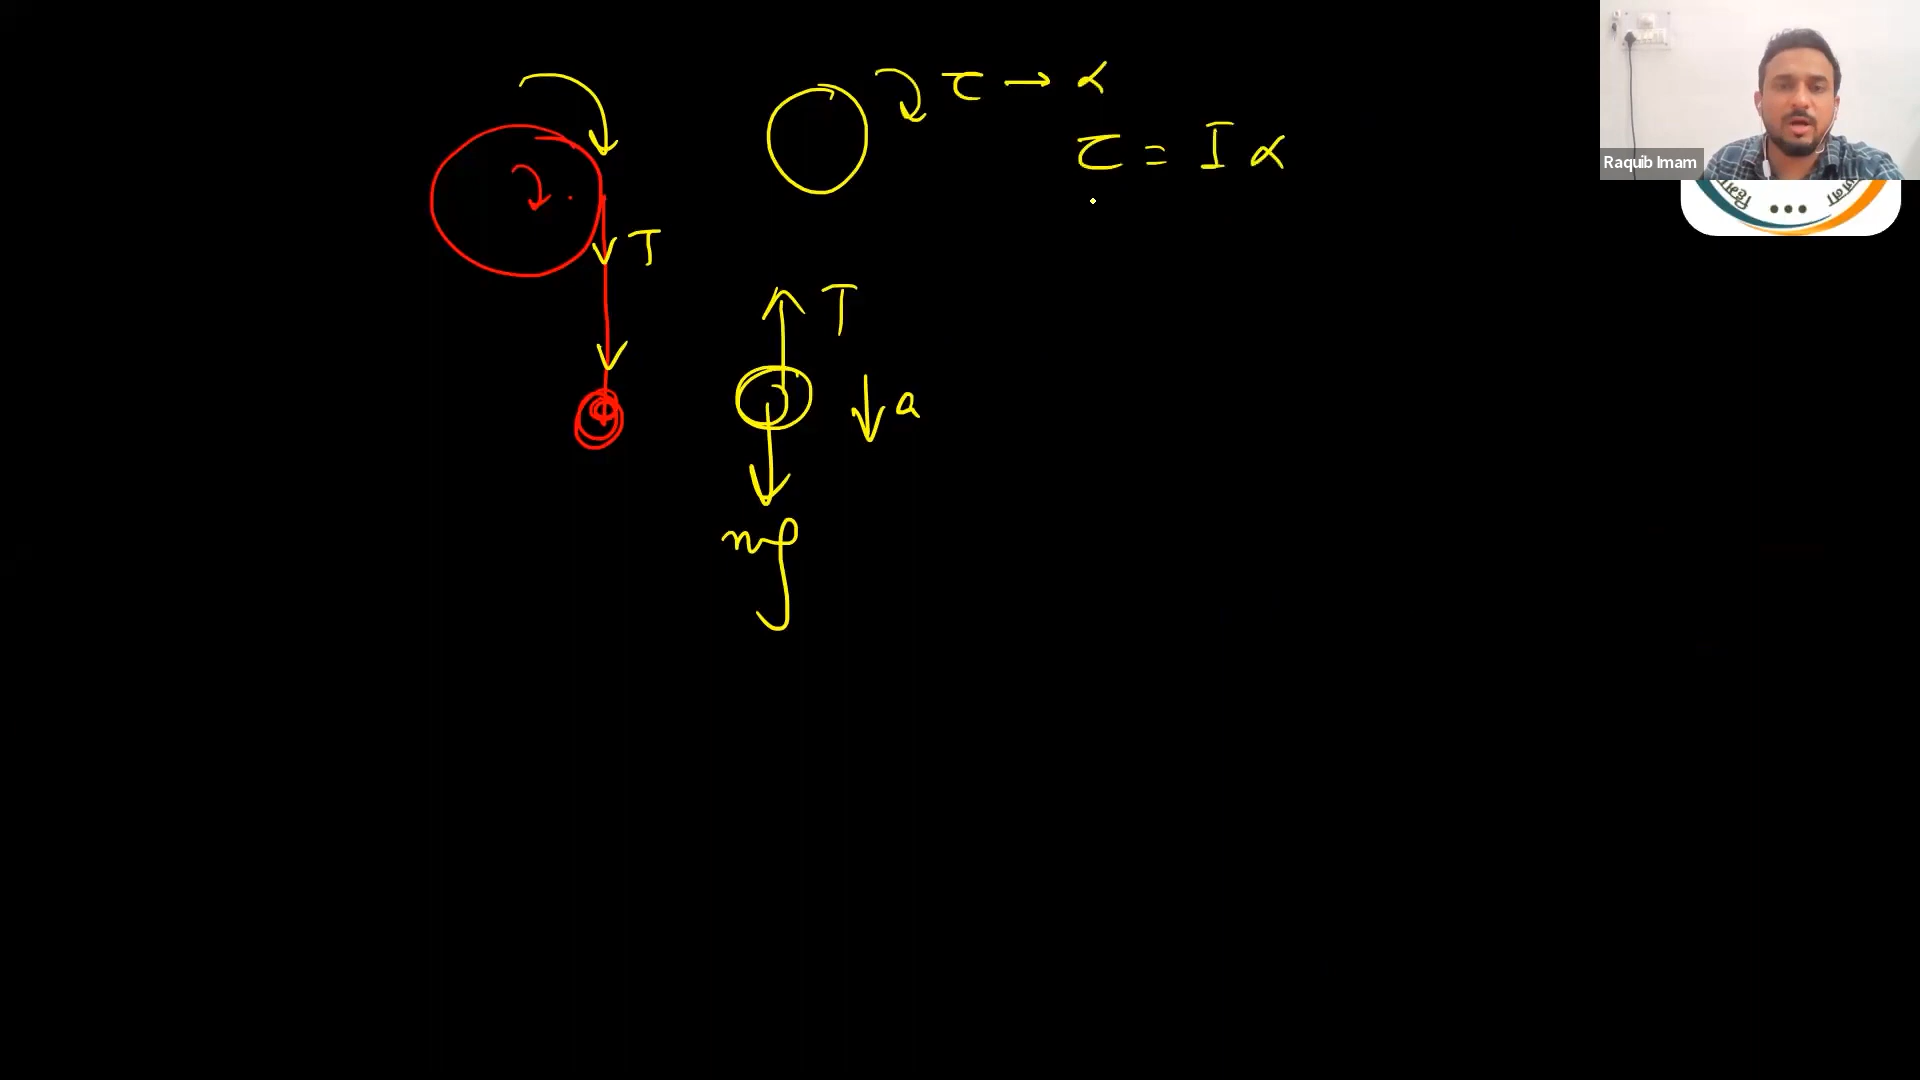 τ → α
τ = I α
T
T
a
mg
Raquib Imam